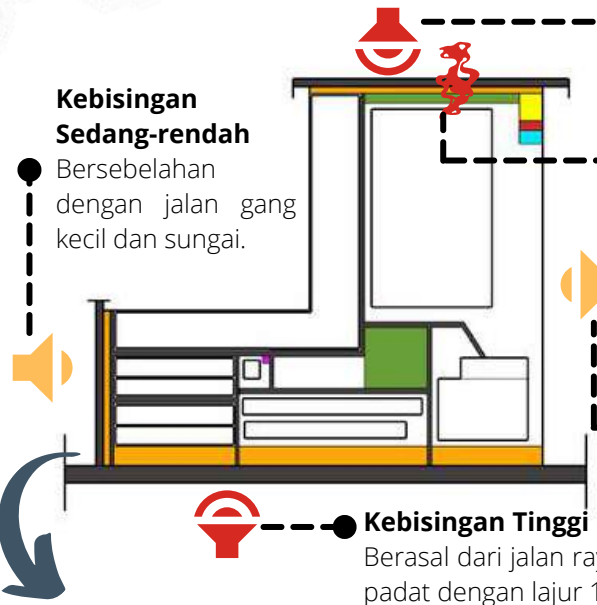 Kebisingan
Sedang-rendah
Bersebelahan
dengan jalan gang
kecil dan sungai.
Kebisingan Tinggi
Berasal dari jalan
padat dengan lajur